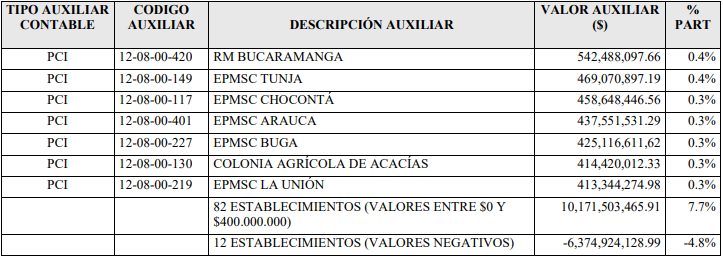 TIPO AUXILIAR CONTABLE CODIGO AUXILIAR DESCRIPCIÓN AUXILIAR VALOR AUXILIAR ($) % PART
PCI 12-08-00-420 RM BUCARAMANGA 542,488,097.66 0.4%
PCI 12-08-00-149 EPMSC TUNJA 469,070,897.19 0.4%
PCI 12-08-00-117 EPMSC CHOCONTÁ 458,648,446.56 0.3%
PCI 12-08-00-401 EPMSC ARAUCA 437,551,531.29 0.3%
PCI 12-08-00-227 EPMSC BUGA 425,116,611,62 0.3%
PCI 12-08-00-130 COLONIA AGRÍCOLA DE ACACÍAS 414,420,012.33 0.3%
PCI 12-08-00-219 EPMSC LA UNIÓN 413,344,274.98 0.3%
82 ESTABLECIMIENTOS (VALORES ENTRE $0 Y $400.000.000) 10,171,503,465.91 7.7%
12 ESTABLECIMIENTOS (VALORES NEGATIVOS) -6,374,924,128.99 -4.8%